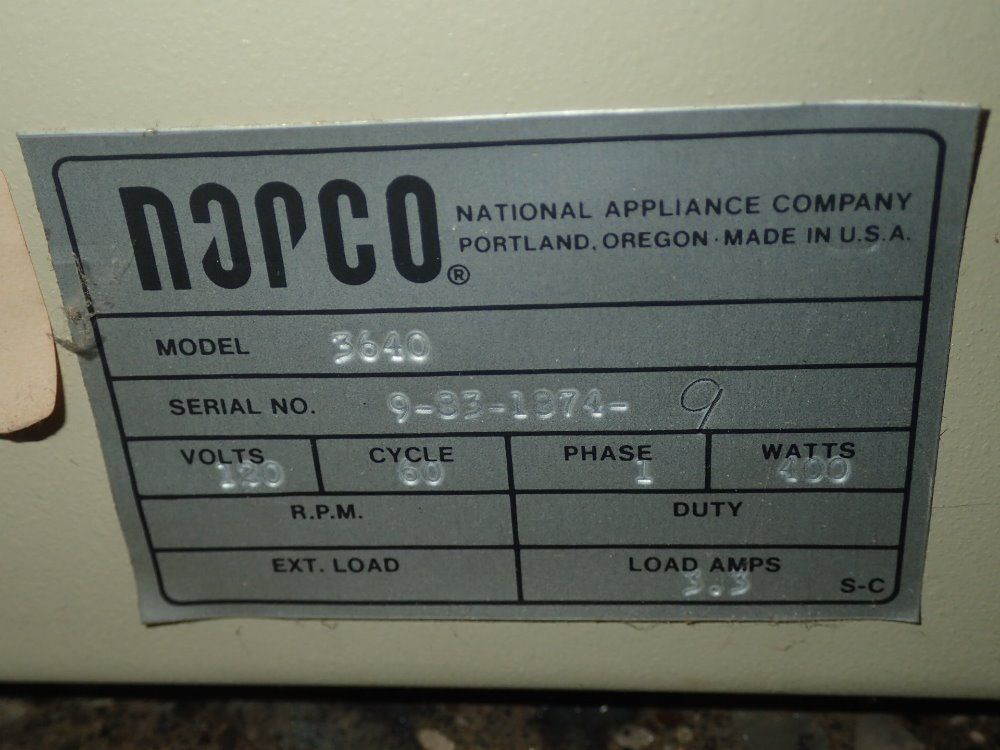 napco®
NATIONAL APPLIANCE COMPANY
PORTLAND, OREGON · MADE IN U.S.A.
MODEL 3640
SERIAL NO. 9-83-1874- 9
VOLTS 120 CYCLE 60 PHASE 1 WATTS 400
R.P.M. DUTY
EXT. LOAD LOAD AMPS 3.3 S-C